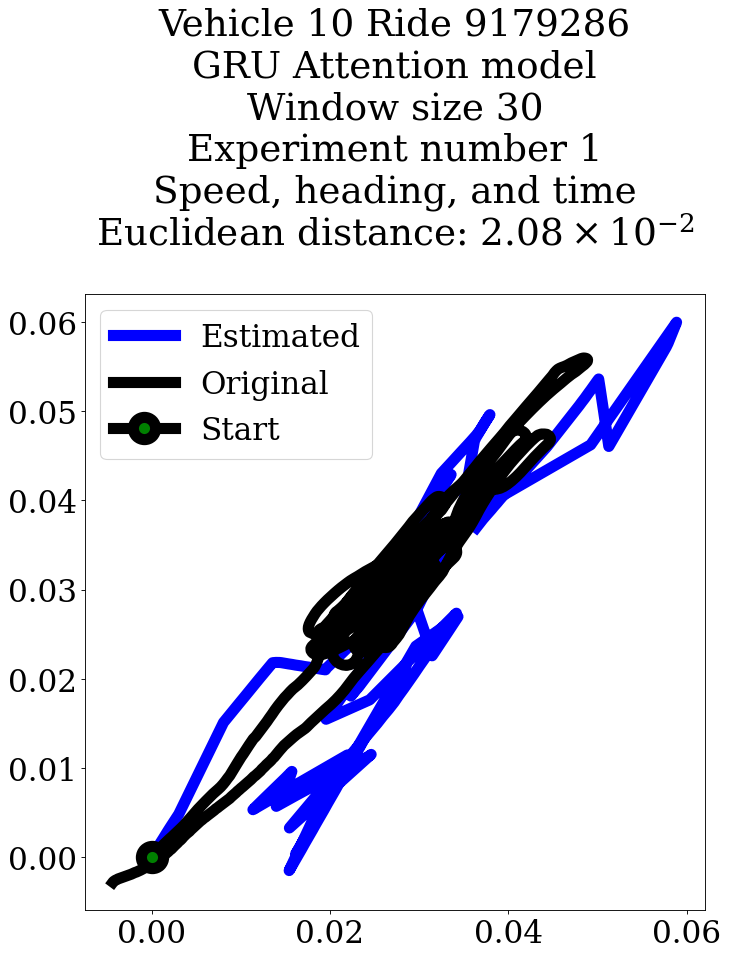 Vehicle 10 Ride 9179286
GRU Attention model
Window size 30
Experiment number 1
Speed, heading, and time
Euclidean distance: 2.08 × 10⁻²
Estimated
Original
Start
0.06
0.05
0.04
0.03
0.02
0.01
0.00
0.00 0.02 0.04 0.06